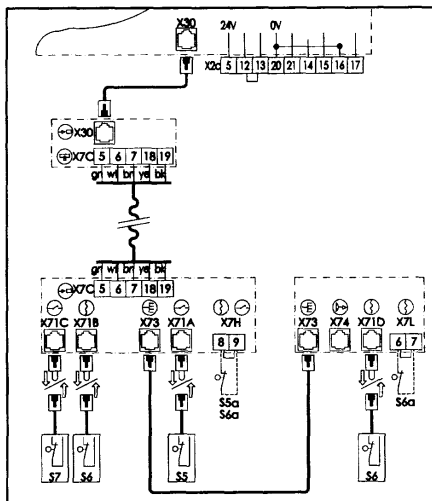 X30
24V 0V
X2c 5 12 13 20 21 14 15 16 17
X30
X7C 5 6 7 18 19
gn wt br ye bk
gn wt br ye bk
X7C 5 6 7 18 19
X71C X71B X73 X71A X7H
8 9
X73 X74 X71D X7L
6 7
S5a
S6a
S6a
S7 S6 S5 S6